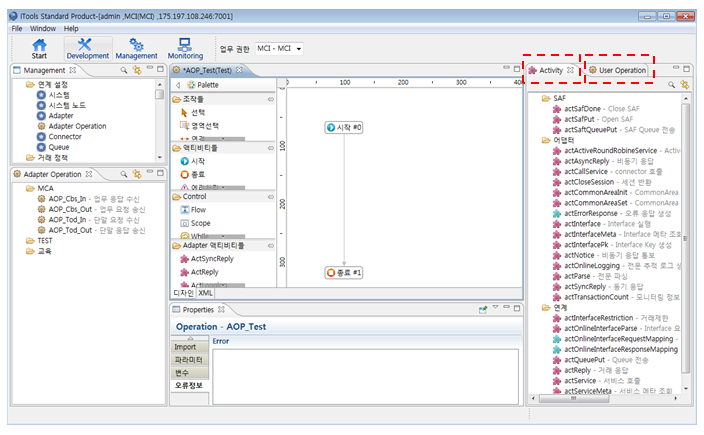 iTools Standard Product-[admin ,MCI(MCI) ,175.197.108.246:7001]
File Window Help
Start Development Management Monitoring 업무 권한 MCI - MCI
Management
연계 설정
시스템
시스템 노드
Adapter
Adapter Operation
Connector
Queue
거래 정책
Adapter Operation
MCA
AOP_Cbs_In - 업무 응답 수신
AOP_Cbs_Out - 업무 요청 송신
AOP_Tod_In - 단말 요청 수신
AOP_Tod_Out - 단말 응답 송신
TEST
교육
*AOP_Test(Test)
Palette
조작툴
선택
영역선택
액티비티툴
시작
종료
Control
Flow
Scope
While
Adapter 액티비티툴
ActSyncReply
ActReply
디자인 XML
0 100 200 300 400
0
100
200
300
시작 #0
종료 #1
Properties
Operation - AOP_Test
Import
파라미터
변수
오류정보
Error
Activity
User Operation
SAF
actSafDone - Close SAF
actSafPut - Open SAF
actSaftQueuePut - SAF Queue 전송
어댑터
actActiveRoundRobineService - Activ
actAsyncReply - 비동기 응답
actCallService - connector 호출
actCloseSession - 세션 반환
actCommonAreaInit - CommonArea
actCommonAreaSet - CommonArea
actErrorResponse - 오류 응답 생성
actInterface - Interface 실행
actInterfaceMeta - Interface 메타 조회
actInterfacePk - Interface Key 생성
actNotice - 비동기 응답 통보
actOnlineLogging - 전문 추적 로그 생
actParse - 전문 파싱
actSyncReply - 동기 응답
actTransactionCount - 모니터링 정보
연계
actInterfaceRestriction - 거래제한
actOnlineInterfaceParse - Interface 요
actOnlineInterfaceRequestMapping -
actOnlineInterfaceResponseMapping
actQueuePut - Queue 전송
actReply - 거래 응답
actService - 서비스 호출
actServiceMeta - 서비스 메타 조회